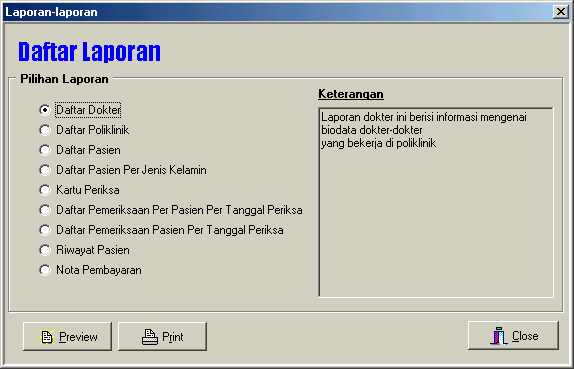 Laporan-laporan
Daftar Laporan
Pilihan Laporan
Daftar Dokter
Daftar Poliklinik
Daftar Pasien
Daftar Pasien Per Jenis Kelamin
Kartu Periksa
Daftar Pemeriksaan Per Pasien Per Tanggal Periksa
Daftar Pemeriksaan Pasien Per Tanggal Periksa
Riwayat Pasien
Nota Pembayaran
Keterangan
Laporan dokter ini berisi informasi mengenai
biodata dokter-dokter
yang bekerja di poliklinik
Preview
Print
Close